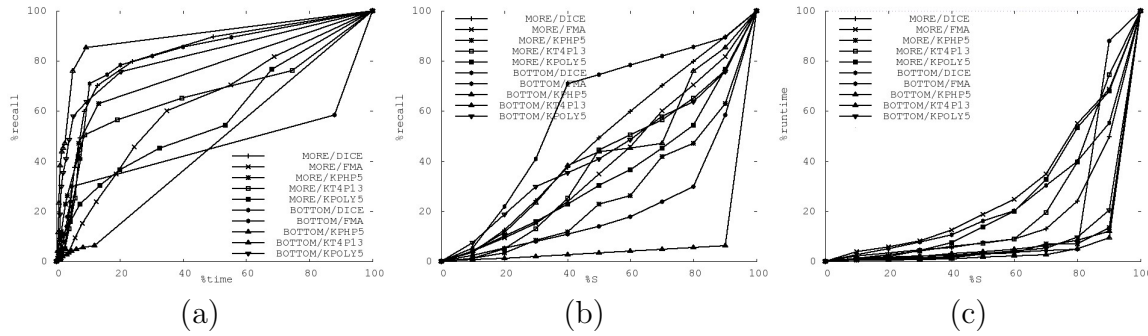 100
80
60
40
20
0
%recall
MORE/DICE
MORE/FMA
MORE/KPHP5
MORE/KT4P13
MORE/KPOLY5
BOTTOM/DICE
BOTTOM/FMA
BOTTOM/KPHP5
BOTTOM/KT4P13
BOTTOM/KPOLY5
0 20 40 60 80 100
%time
(a)
100
80
60
40
20
0
%recall
MORE/DICE
MORE/FMA
MORE/KPHP5
MORE/KT4P13
MORE/KPOLY5
BOTTOM/DICE
BOTTOM/FMA
BOTTOM/KPHP5
BOTTOM/KT4P13
BOTTOM/KPOLY5
0 20 40 60 80 100
%S
(b)
100
80
60
40
20
0
%runtime
MORE/DICE
MORE/FMA
MORE/KPHP5
MORE/KT4P13
MORE/KPOLY5
BOTTOM/DICE
BOTTOM/FMA
BOTTOM/KPHP5
BOTTOM/KT4P13
BOTTOM/KPOLY5
0 20 40 60 80 100
%S
(c)